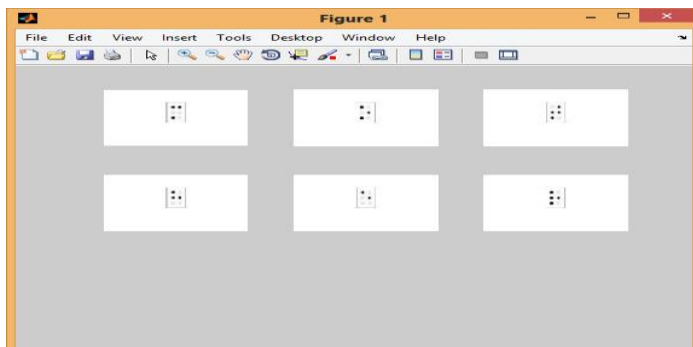 Figure 1
File Edit View Insert Tools Desktop Window Help
⠍ ⠕ ⠞
⠓ ⠑ ⠗